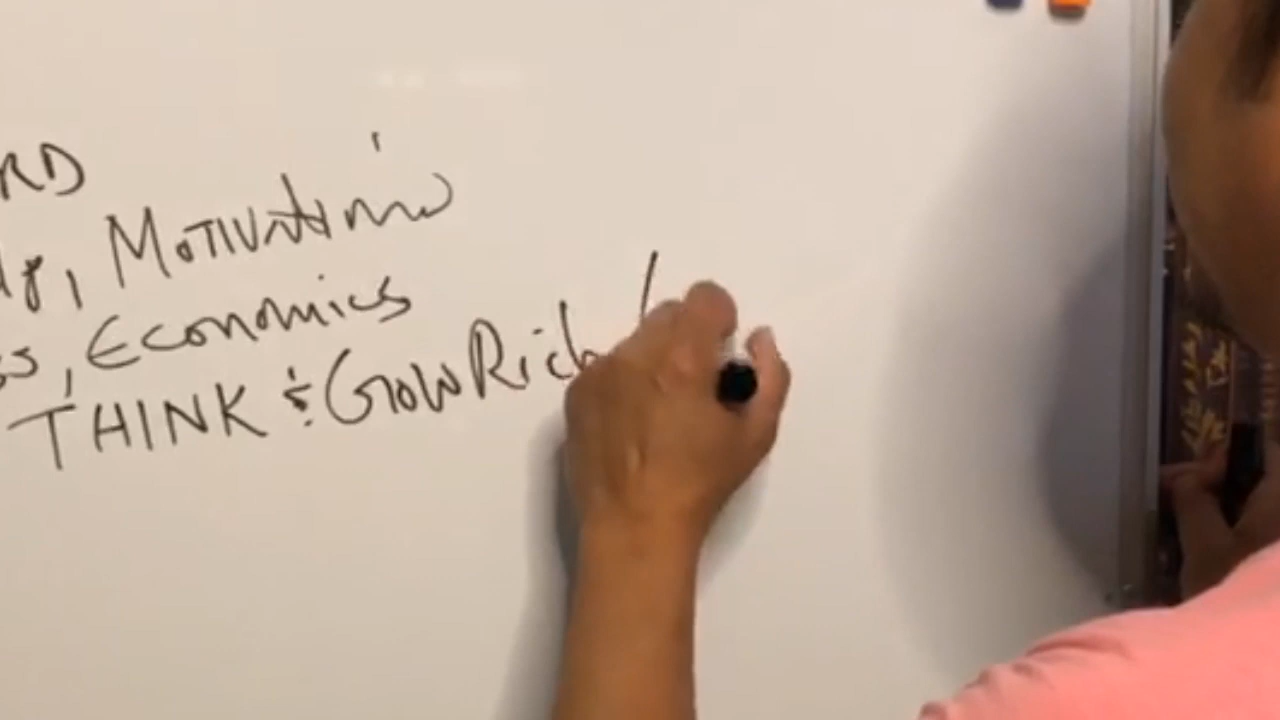 RD
, MOTIVATION
, ECONOMICS
THINK & GROW Rich